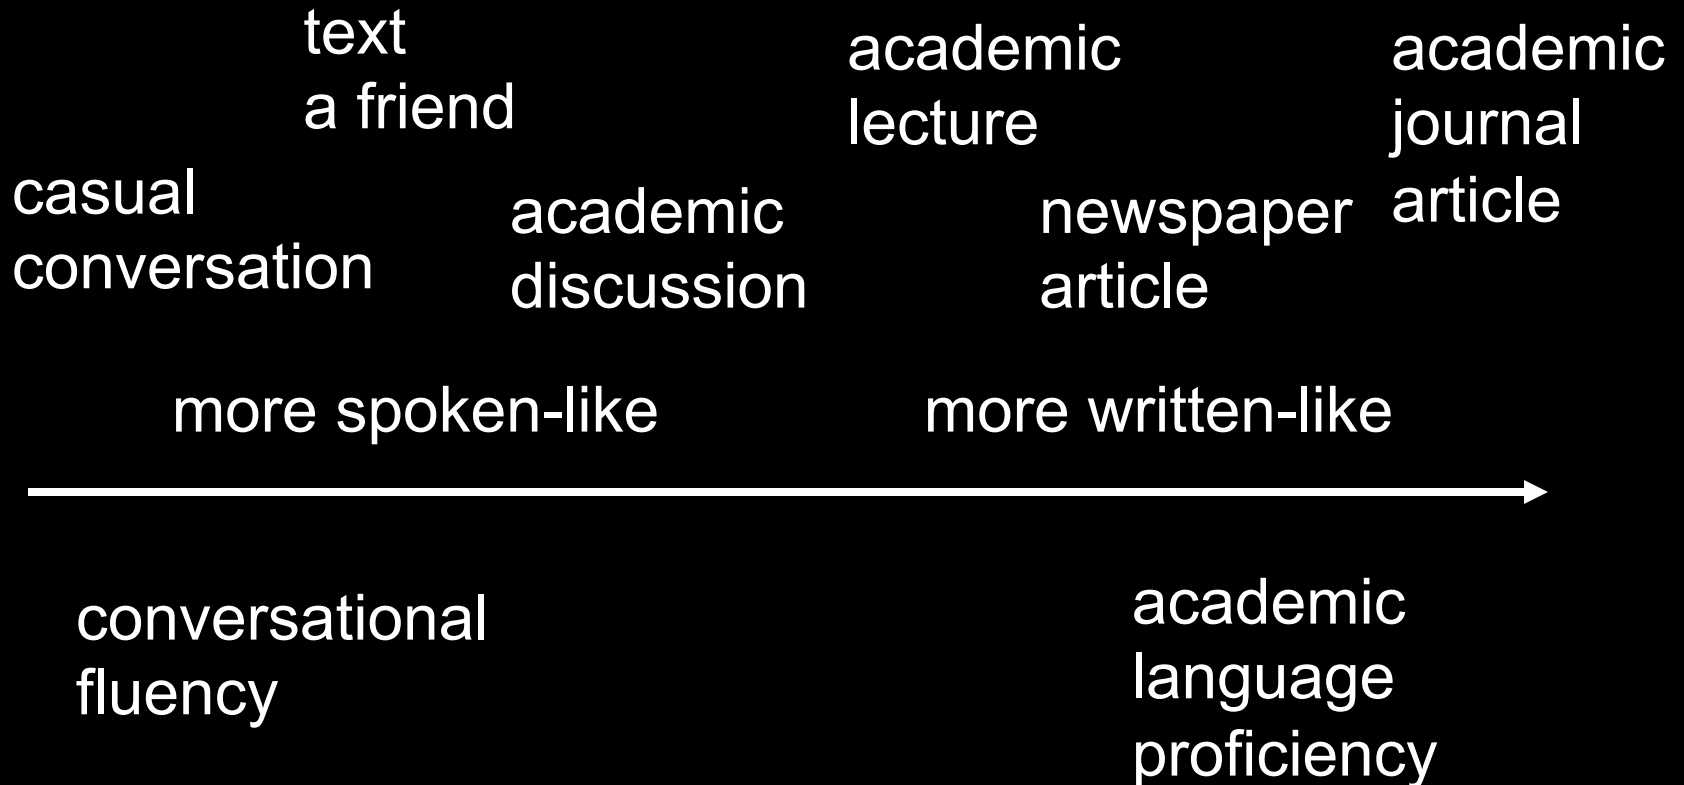 text
a friend
academic
lecture
academic
journal
article
casual
conversation
academic
discussion
newspaper
article
more spoken-like
more written-like
conversational
fluency
academic
language
proficiency